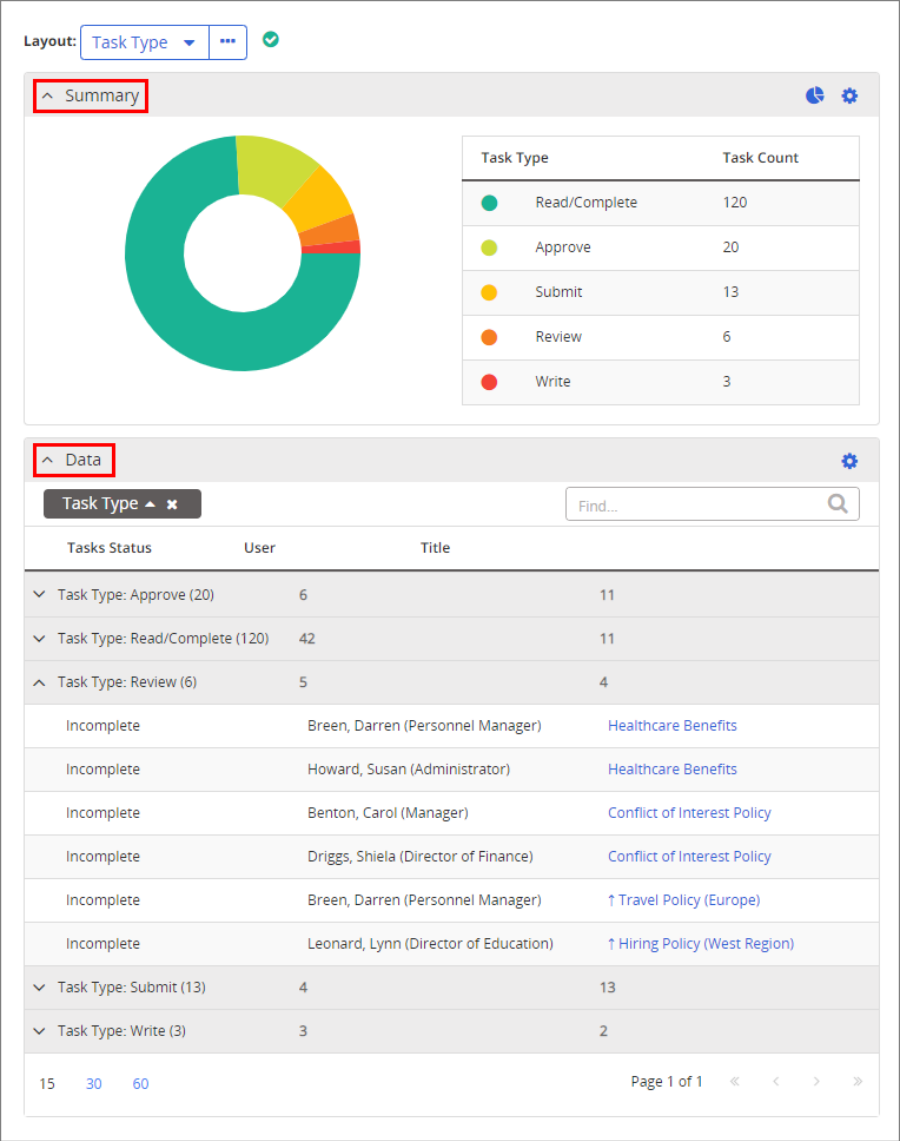 Layout: Task Type ...
Summary
Task Type Task Count
Read/Complete 120
Approve 20
Submit 13
Review 6
Write 3
Data
Task Type
Find...
Tasks Status User Title
Task Type: Approve (20) 6 11
Task Type: Read/Complete (120) 42 11
Task Type: Review (6) 5 4
Incomplete Breen, Darren (Personnel Manager) Healthcare Benefits
Incomplete Howard, Susan (Administrator) Healthcare Benefits
Incomplete Benton, Carol (Manager) Conflict of Interest Policy
Incomplete Driggs, Shiela (Director of Finance) Conflict of Interest Policy
Incomplete Breen, Darren (Personnel Manager) ↑ Travel Policy (Europe)
Incomplete Leonard, Lynn (Director of Education) ↑ Hiring Policy (West Region)
Task Type: Submit (13) 4 13
Task Type: Write (3) 3 2
15 30 60 Page 1 of 1 « ‹ › »